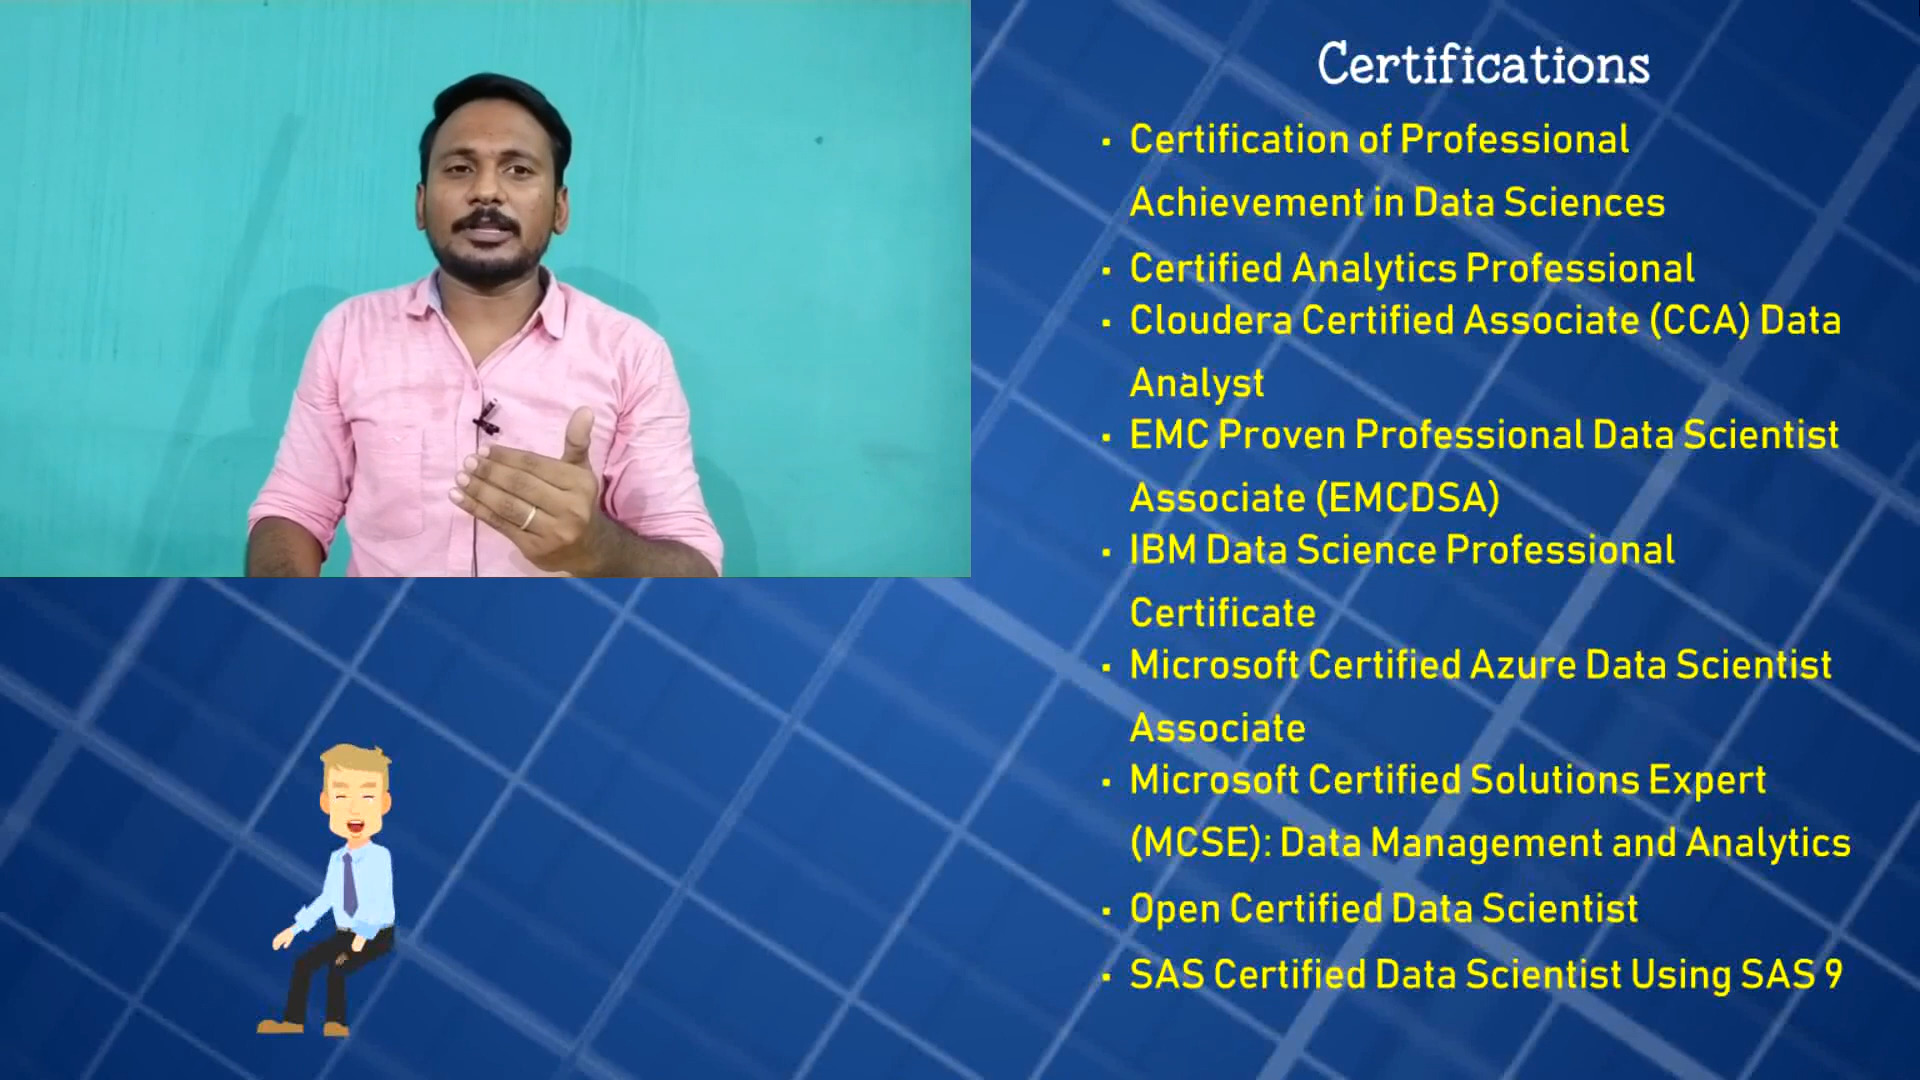 Certifications
▪ Certification of Professional
Achievement in Data Sciences
▪ Certified Analytics Professional
▪ Cloudera Certified Associate (CCA) Data
Analyst
▪ EMC Proven Professional Data Scientist
Associate (EMCDSA)
▪ IBM Data Science Professional
Certificate
▪ Microsoft Certified Azure Data Scientist
Associate
▪ Microsoft Certified Solutions Expert
(MCSE): Data Management and Analytics
▪ Open Certified Data Scientist
▪ SAS Certified Data Scientist Using SAS 9